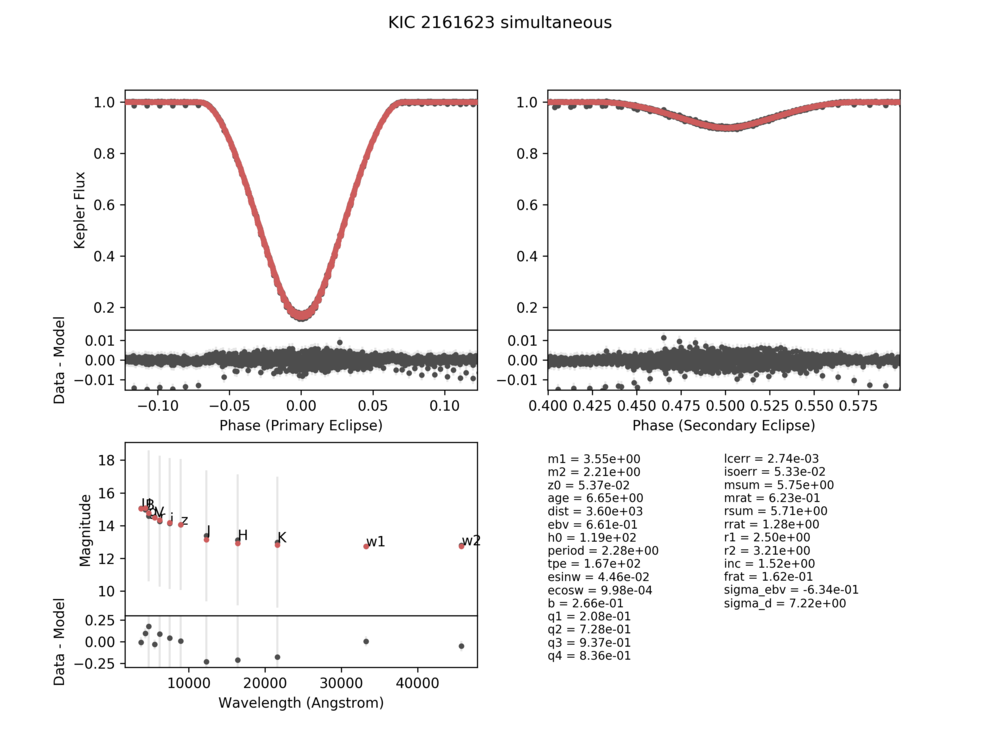 KIC 2161623 simultaneous
1.0
0.8
0.6
0.4
0.2
Kepler Flux
0.01
0.00
−0.01
Data - Model
−0.10 −0.05 0.00 0.05 0.10
Phase (Primary Eclipse)
1.0
0.8
0.6
0.4
0.2
0.01
0.00
−0.01
0.400 0.425 0.450 0.475 0.500 0.525 0.550 0.575
Phase (Secondary Eclipse)
18
16
14
12
10
Magnitude
i z J H K w1 w2
0.25
0.00
−0.25
Data - Model
10000 20000 30000 40000
Wavelength (Angstrom)
m1 = 3.55e+00
m2 = 2.21e+00
z0 = 5.37e-02
age = 6.65e+00
dist = 3.60e+03
ebv = 6.61e-01
h0 = 1.19e+02
period = 2.28e+00
tpe = 1.67e+02
esinw = 4.46e-02
ecosw = 9.98e-04
b = 2.66e-01
q1 = 2.08e-01
q2 = 7.28e-01
q3 = 9.37e-01
q4 = 8.36e-01
lcerr = 2.74e-03
isoerr = 5.33e-02
msum = 5.75e+00
mrat = 6.23e-01
rsum = 5.71e+00
rrat = 1.28e+00
r1 = 2.50e+00
r2 = 3.21e+00
inc = 1.52e+00
frat = 1.62e-01
sigma_ebv = -6.34e-01
sigma_d = 7.22e+00